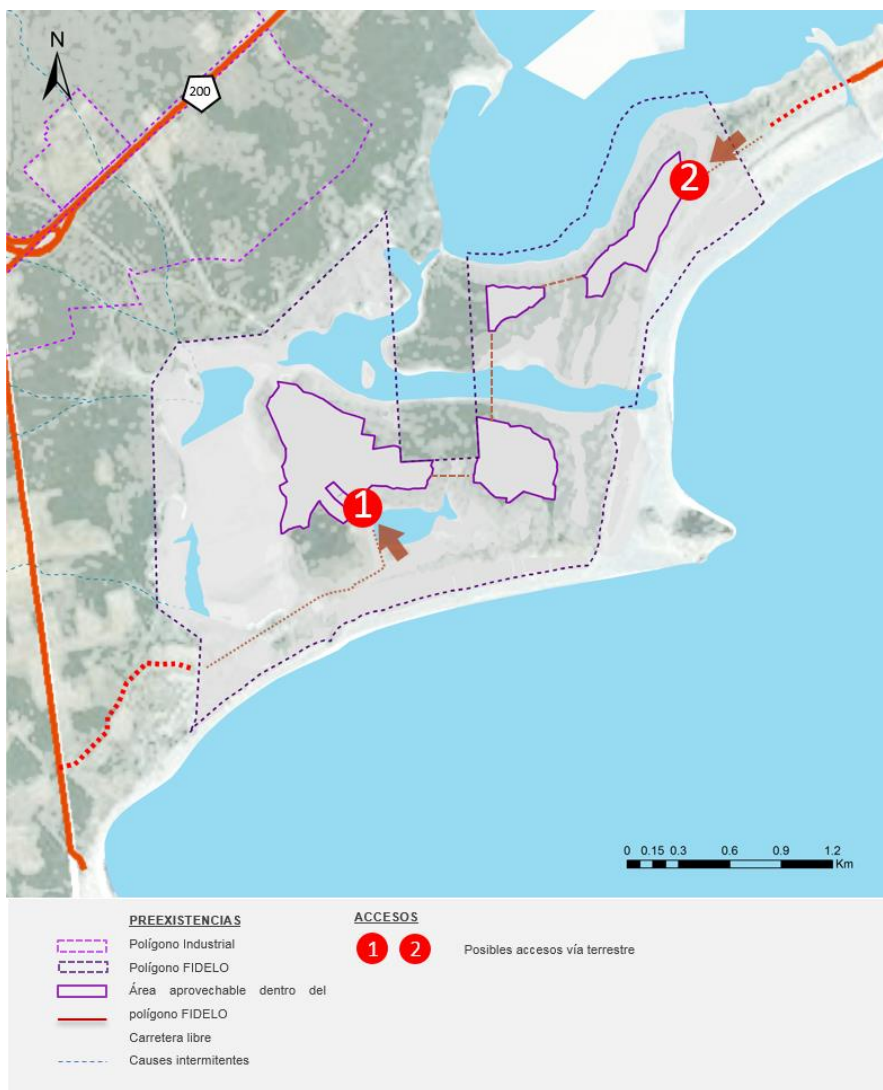 N
200
2
1
0 0.15 0.3 0.6 0.9 1.2
Km
PREEXISTENCIAS
Polígono Industrial
Polígono FIDELO
Área aprovechable dentro del
polígono FIDELO
Carretera libre
Causes intermitentes
ACCESOS
1 2 Posibles accesos vía terrestre